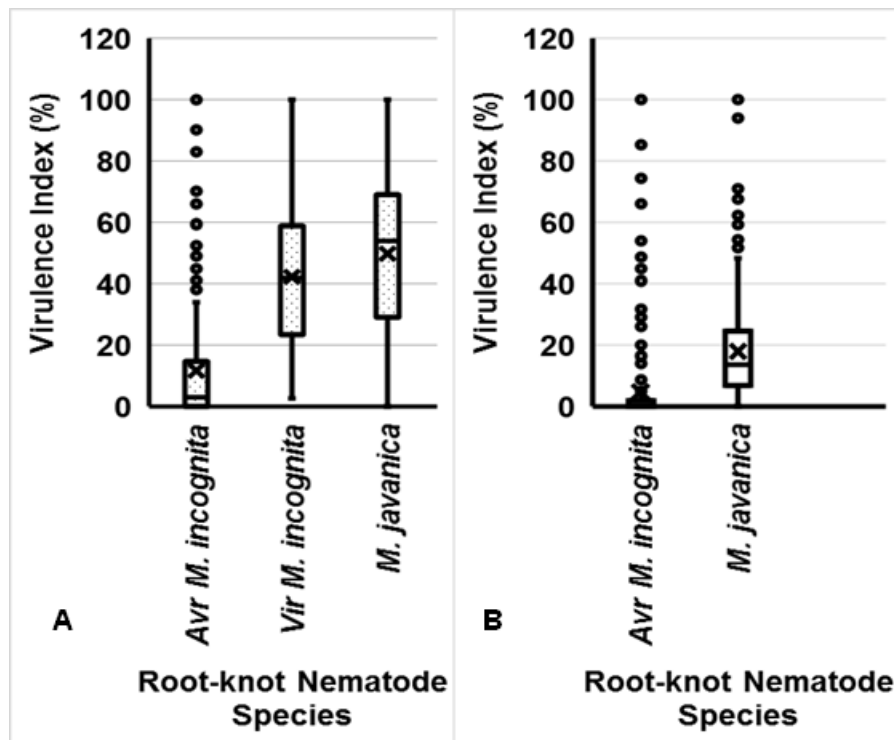 120
100
80
60
40
20
0
Virulence Index (%)
Avr M. incognita
Vir M. incognita
M. javanica
A
Root-knot Nematode
Species
120
100
80
60
40
20
0
Virulence Index (%)
Avr M. incognita
M. javanica
B
Root-knot Nematode
Species